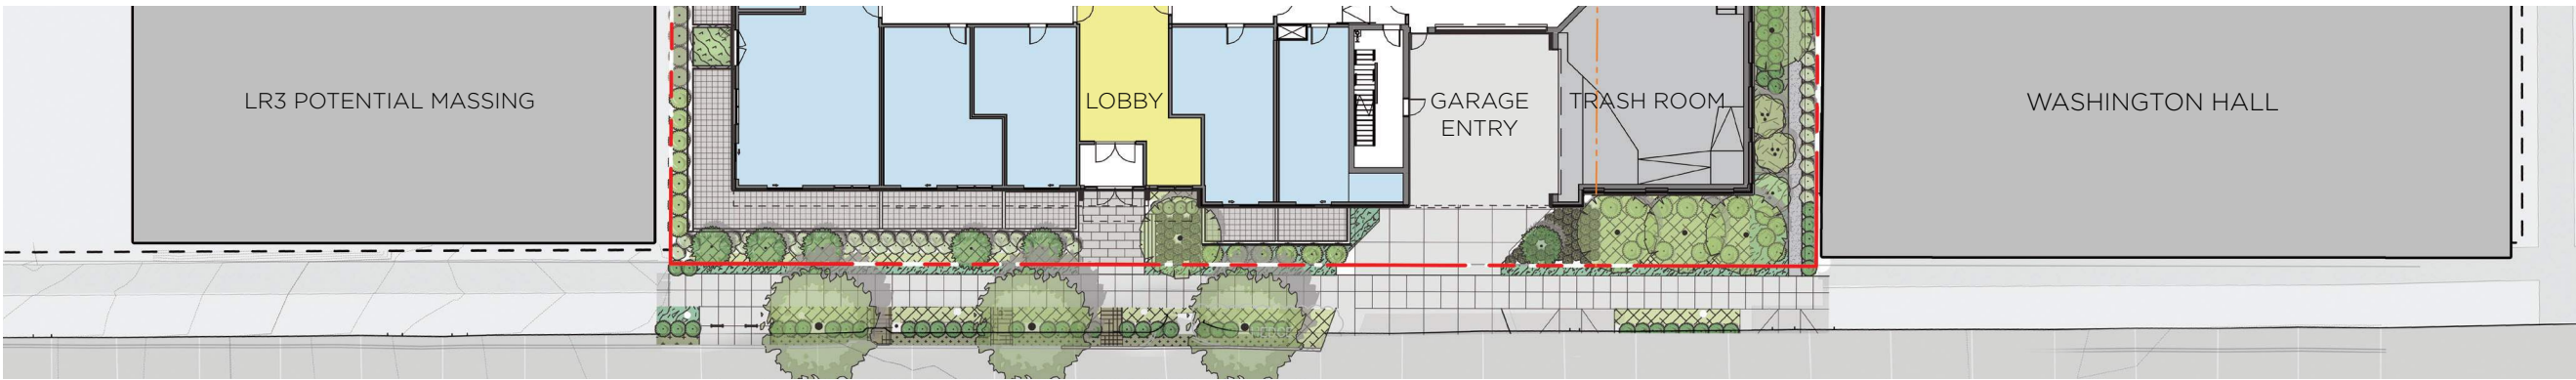 LR3 POTENTIAL MASSING
LOBBY
GARAGE
ENTRY
TRASH ROOM
WASHINGTON HALL